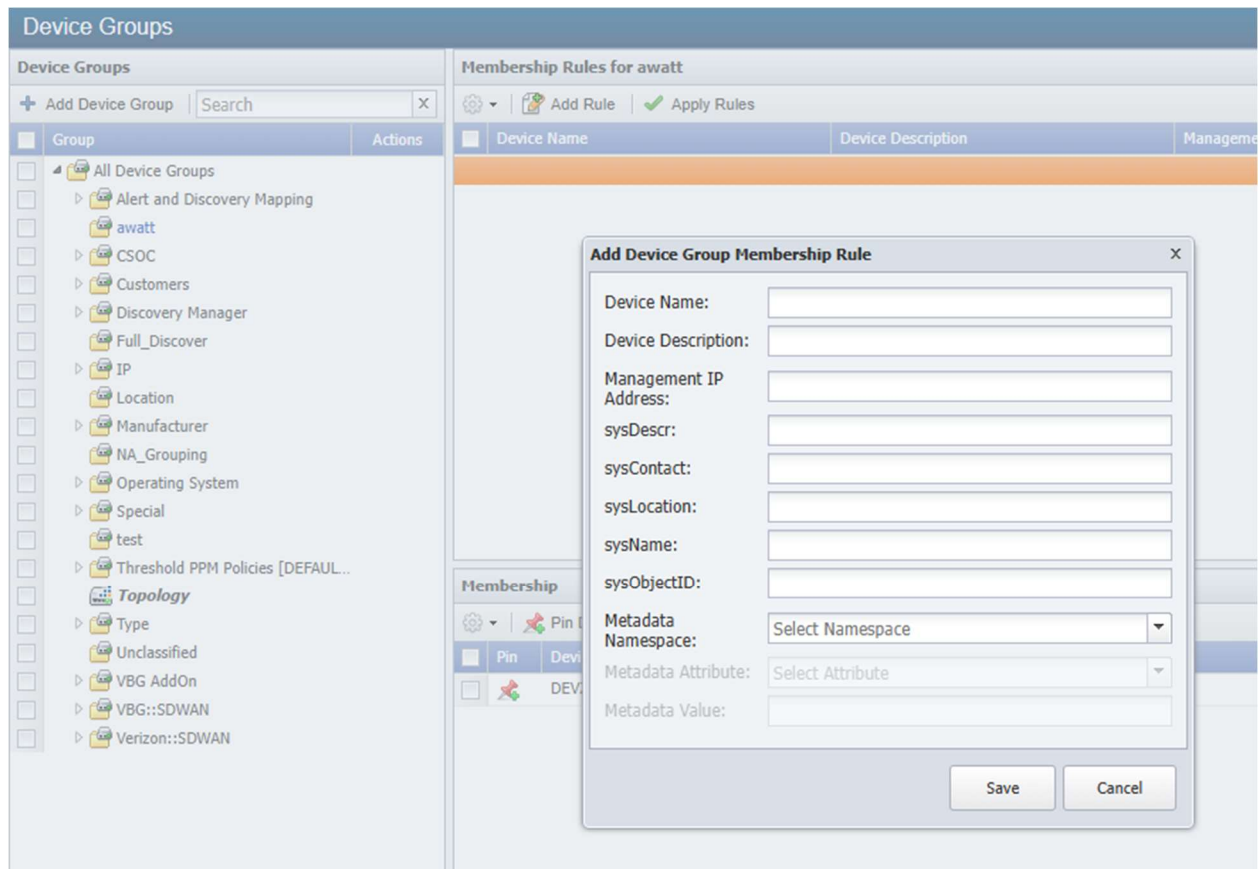 Device Groups
Device Groups
Add Device Group
Search
X
Group
Actions
All Device Groups
Alert and Discovery Mapping
awatt
CSOC
Customers
Discovery Manager
Full_Discover
IP
Location
Manufacturer
NA_Grouping
Operating System
Special
test
Threshold PPM Policies [DEFAUL...
Topology
Type
Unclassified
VBG AddOn
VBG::SDWAN
Verizon::SDWAN
Membership Rules for awatt
Add Rule
Apply Rules
Device Name
Device Description
Manageme
Membership
Pin
Pin
Devi
DEV
Add Device Group Membership Rule
X
Device Name:
Device Description:
Management IP
Address:
sysDescr:
sysContact:
sysLocation:
sysName:
sysObjectID:
Metadata
Namespace:
Select Namespace
Metadata Attribute:
Select Attribute
Metadata Value:
Save
Cancel